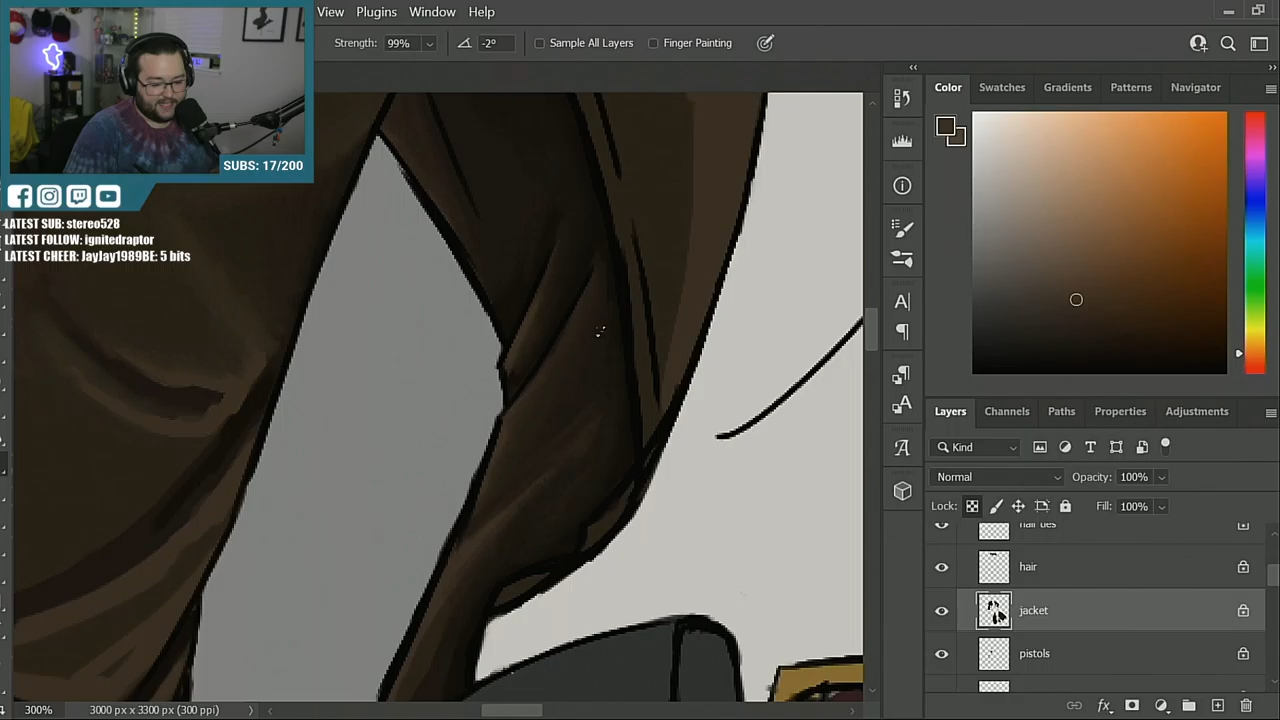 View Plugins Window Help
Strength: 99% -2° Sample All Layers Finger Painting
SUBS: 17/200
LATEST SUB: stereo528
LATEST FOLLOW: ignitedraptor
LATEST CHEER: JayJay1989BE: 5 bits
Color Swatches Gradients Patterns Navigator
Layers Channels Paths Properties Adjustments
Kind
Normal Opacity: 100%
Lock: Fill: 100%
hair ties
hair
jacket
pistols
300% 3000 px x 3300 px (300 ppi)